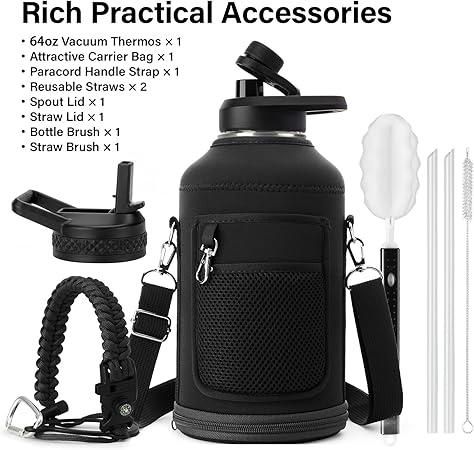 Rich Practical Accessories
• 64oz Vacuum Thermos × 1
• Attractive Carrier Bag × 1
• Paracord Handle Strap × 1
• Reusable Straws × 2
• Spout Lid × 1
• Straw Lid × 1
• Bottle Brush × 1
• Straw Brush × 1